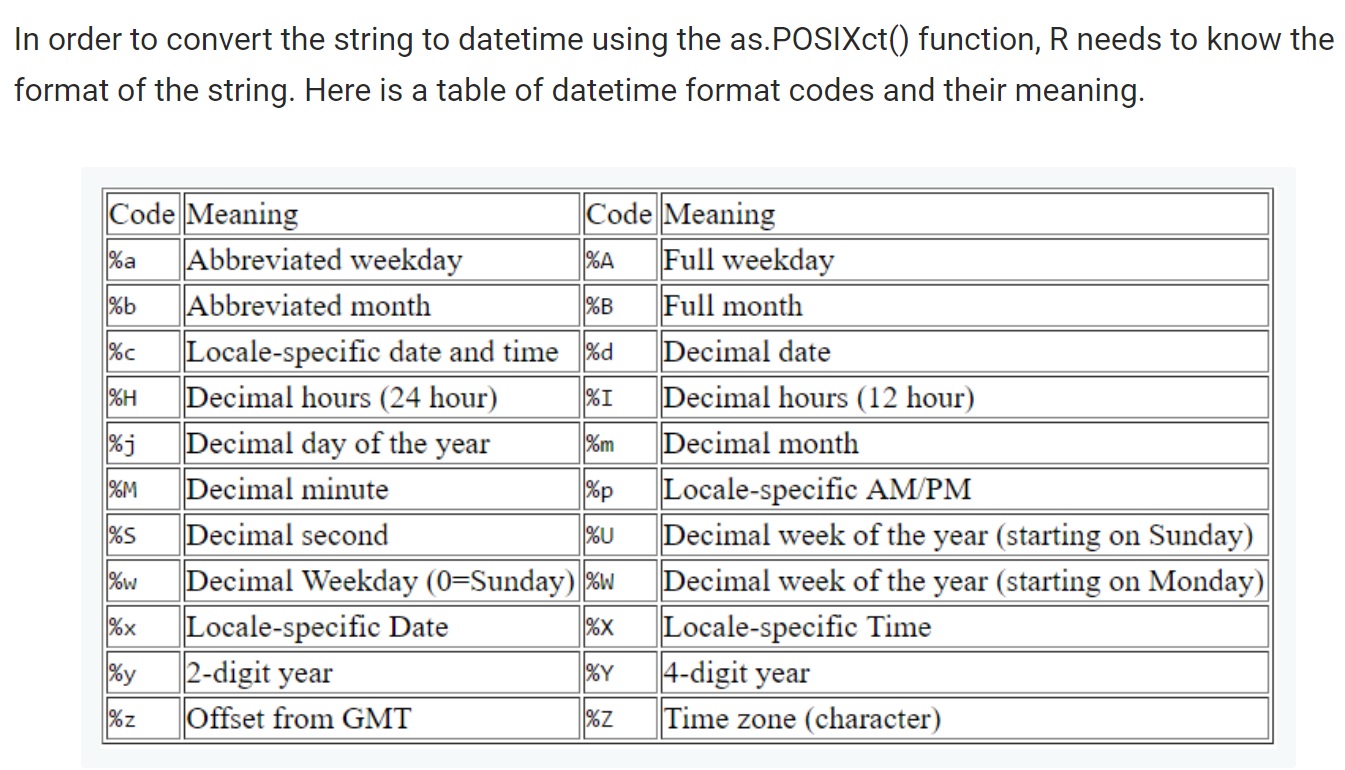 In order to convert the string to datetime using the as.POSIXct() function, R needs to know the
format of the string. Here is a table of datetime format codes and their meaning.
Code Meaning Code Meaning
%a Abbreviated weekday %A Full weekday
%b Abbreviated month %B Full month
%c Locale-specific date and time %d Decimal date
%H Decimal hours (24 hour) %I Decimal hours (12 hour)
%j Decimal day of the year %m Decimal month
%M Decimal minute %p Locale-specific AM/PM
%S Decimal second %U Decimal week of the year (starting on Sunday)
%w Decimal Weekday (0=Sunday) %W Decimal week of the year (starting on Monday)
%x Locale-specific Date %X Locale-specific Time
%y 2-digit year %Y 4-digit year
%z Offset from GMT %Z Time zone (character)